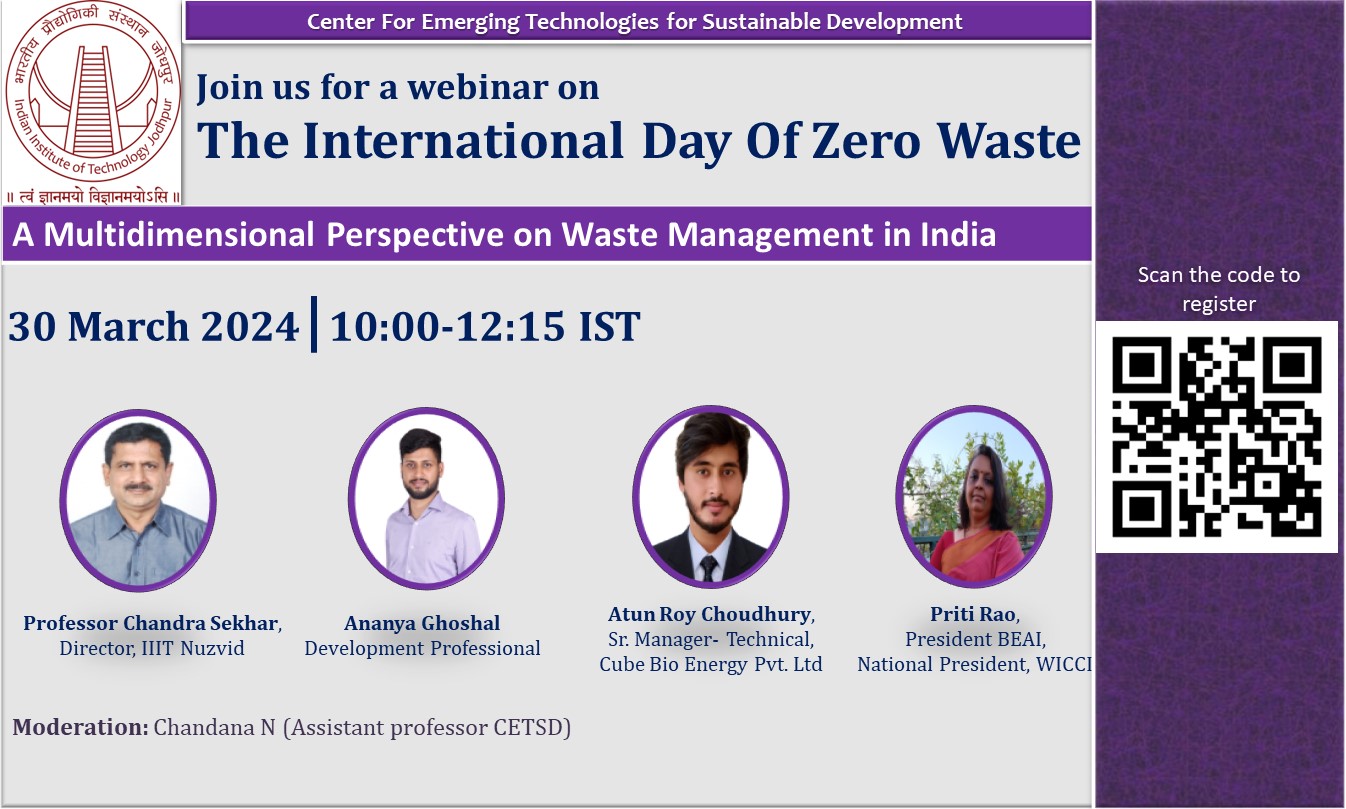 भारतीय प्रौद्योगिकी संस्थान जोधपुर
Indian Institute of Technology Jodhpur
॥ त्वं ज्ञानमयो विज्ञानमयोऽसि ॥
Center For Emerging Technologies for Sustainable Development
Join us for a webinar on
The International Day Of Zero Waste
A Multidimensional Perspective on Waste Management in India
30 March 2024 | 10:00-12:15 IST
Scan the code to
register
Professor Chandra Sekhar,
Director, IIIT Nuzvid
Ananya Ghoshal
Development Professional
Atun Roy Choudhury,
Sr. Manager- Technical,
Cube Bio Energy Pvt. Ltd
Priti Rao,
President BEAI,
National President, WICCI
Moderation: Chandana N (Assistant professor CETSD)